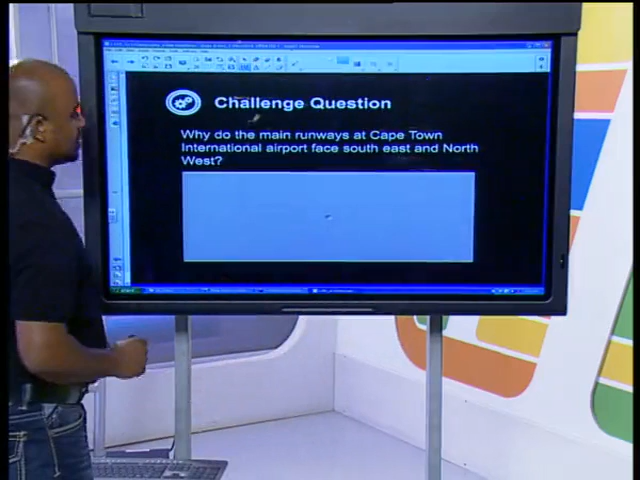 Challenge Question
Why do the main runways at Cape Town
International airport face south east and North
West?